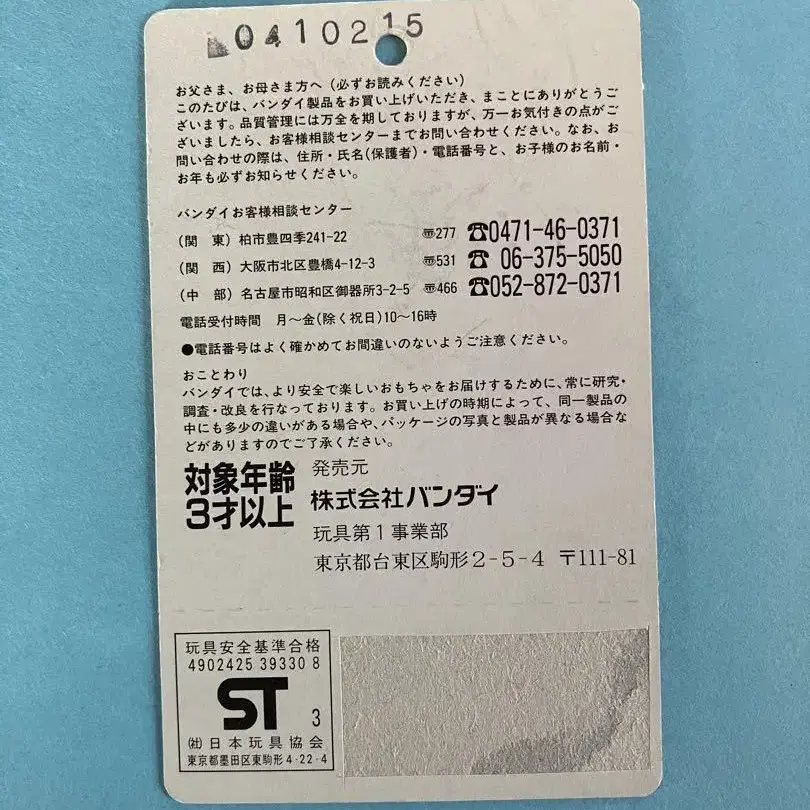 0410215
お父さま、お母さま方へ（必ずお読みください）
このたびは、バンダイ製品をお買い上げいただき、まことにありがとうご
ざいます。品質管理には万全を期しておりますが、万一お気付きの点がご
ざいましたら、お客様相談センターまでお問い合わせください。なお、お
問い合わせの際は、住所・氏名(保護者)・電話番号と、お子様のお名前・
お年も必ずお知らせください。
バンダイお客様相談センター
（関　東）柏市豊四季241-22 〠277 ☎0471-46-0371
（関　西）大阪市北区豊橋4-12-3 〠531 ☎ 06-375-5050
（中　部）名古屋市昭和区御器所3-2-5 〠466 ☎052-872-0371
電話受付時間　月～金(除く祝日)10～16時
●電話番号はよく確かめてお間違いのないようご注意ください。
おことわり
バンダイでは、より安全で楽しいおもちゃをお届けするために、常に研究・
調査・改良を行なっております。お買い上げの時期によって、同一製品の
中にも多少の違いがある場合や、パッケージの写真と製品が異なる場合な
どがありますのでご了承ください。
対象年齢
3才以上
発売元
株式会社バンダイ
玩具第1事業部
東京都台東区駒形2-5-4 〒111-81
玩具安全基準合格
4902425 39330 8
ST 3
㈳日本玩具協会
東京都墨田区東駒形4-22-4